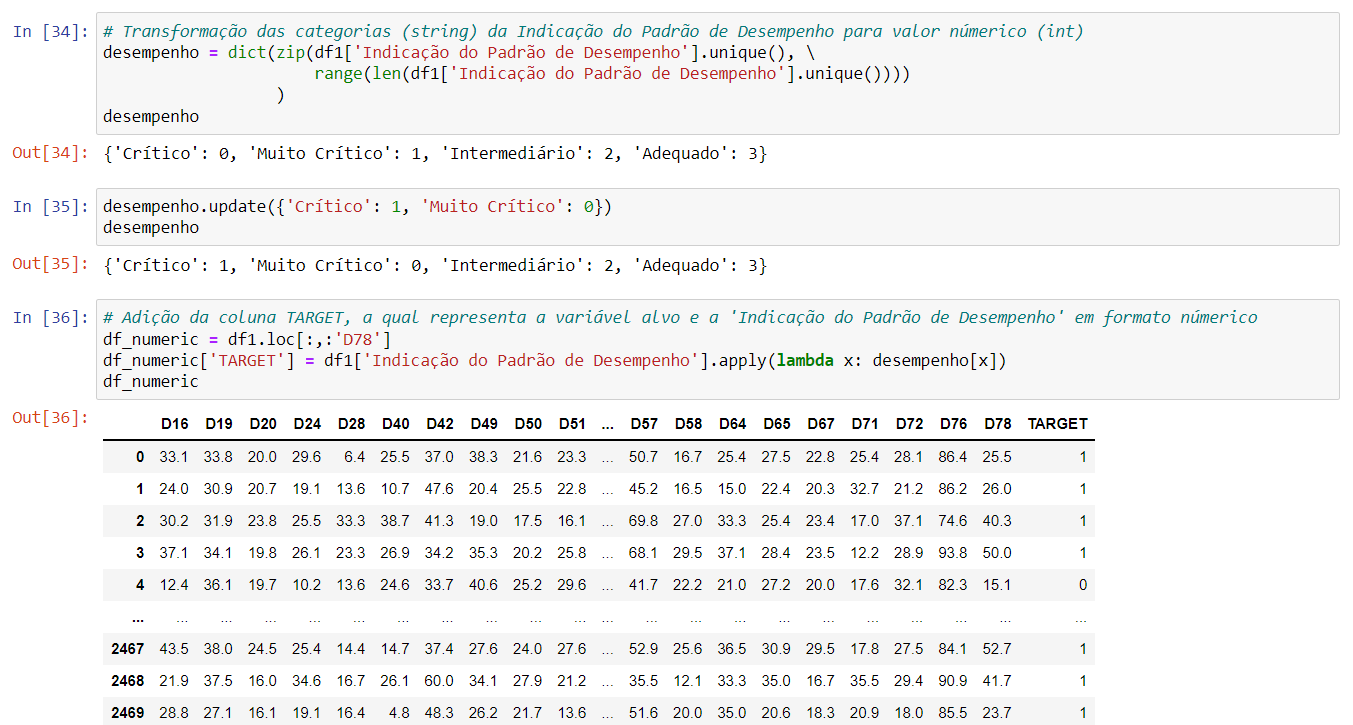 In [34]: # Transformação das categorias (string) da Indicação do Padrão de Desempenho para valor númerico (int)
desempenho = dict(zip(df1['Indicação do Padrão de Desempenho'].unique(), \
range(len(df1['Indicação do Padrão de Desempenho'].unique())))
)
desempenho
Out[34]: {'Crítico': 0, 'Muito Crítico': 1, 'Intermediário': 2, 'Adequado': 3}
In [35]: desempenho.update({'Crítico': 1, 'Muito Crítico': 0})
desempenho
Out[35]: {'Crítico': 1, 'Muito Crítico': 0, 'Intermediário': 2, 'Adequado': 3}
In [36]: # Adição da coluna TARGET, a qual representa a variável alvo e a 'Indicação do Padrão de Desempenho' em formato númerico
df_numeric = df1.loc[:,:'D78']
df_numeric['TARGET'] = df1['Indicação do Padrão de Desempenho'].apply(lambda x: desempenho[x])
df_numeric
Out[36]:
D16 D19 D20 D24 D28 D40 D42 D49 D50 D51 ... D57 D58 D64 D65 D67 D71 D72 D76 D78 TARGET
0 33.1 33.8 20.0 29.6 6.4 25.5 37.0 38.3 21.6 23.3 ... 50.7 16.7 25.4 27.5 22.8 25.4 28.1 86.4 25.5 1
1 24.0 30.9 20.7 19.1 13.6 10.7 47.6 20.4 25.5 22.8 ... 45.2 16.5 15.0 22.4 20.3 32.7 21.2 86.2 26.0 1
2 30.2 31.9 23.8 25.5 33.3 38.7 41.3 19.0 17.5 16.1 ... 69.8 27.0 33.3 25.4 23.4 17.0 37.1 74.6 40.3 1
3 37.1 34.1 19.8 26.1 23.3 26.9 34.2 35.3 20.2 25.8 ... 68.1 29.5 37.1 28.4 23.5 12.2 28.9 93.8 50.0 1
4 12.4 36.1 19.7 10.2 13.6 24.6 33.7 40.6 25.2 29.6 ... 41.7 22.2 21.0 27.2 20.0 17.6 32.1 82.3 15.1 0
... ... ... ... ... ... ... ... ... ... ... ... ... ... ... ... ... ... ... ... ... ...
2467 43.5 38.0 24.5 25.4 14.4 14.7 37.4 27.6 24.0 27.6 ... 52.9 25.6 36.5 30.9 29.5 17.8 27.5 84.1 52.7 1
2468 21.9 37.5 16.0 34.6 16.7 26.1 60.0 34.1 27.9 21.2 ... 35.5 12.1 33.3 35.0 16.7 35.5 29.4 90.9 41.7 1
2469 28.8 27.1 16.1 19.1 16.4 4.8 48.3 26.2 21.7 13.6 ... 51.6 20.0 35.0 20.6 18.3 20.9 18.0 85.5 23.7 1